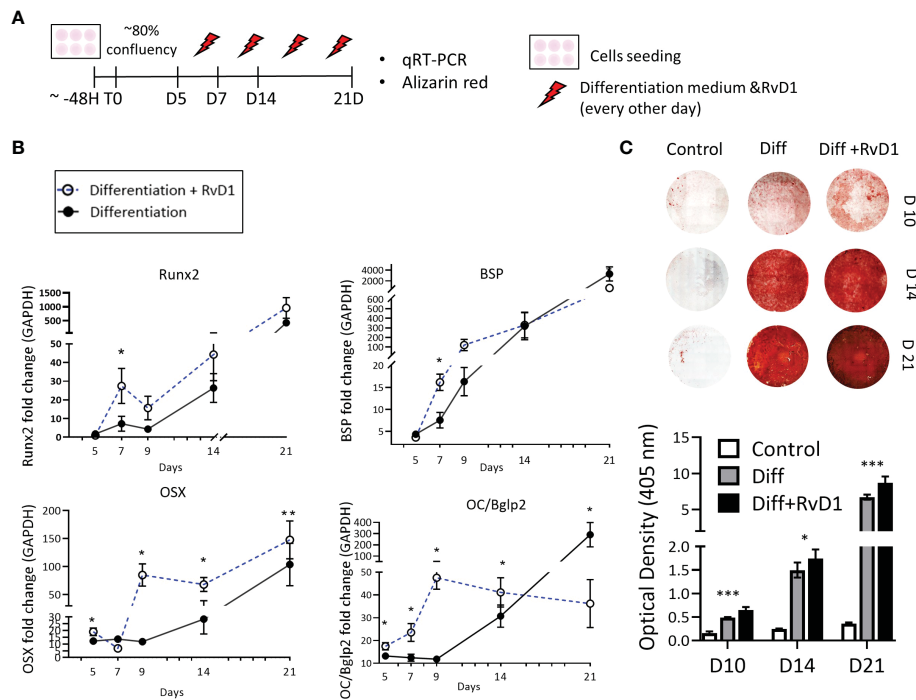 A
~80%
confluency
~ -48H T0 D5 D7 D14 21D
• qRT-PCR
• Alizarin red
Cells seeding
Differentiation medium &RvD1
(every other day)
B
Differentiation + RvD1
Differentiation
Runx2
Runx2 fold change (GAPDH)
1500
1000
500
50
40
30
20
10
0
*
5 7 9 14 21
Days
BSP
BSP fold change (GAPDH)
4000
2000
600
500
400
300
200
100
20
15
10
5
*
5 7 9 14 21
Days
OSX
OSX fold change (GAPDH)
200
150
100
50
30
25
20
15
10
5
0
* * * **
5 7 9 14 21
Days
OC/Bglp2
OC/Bglp2 fold change (GAPDH)
400
300
200
100
50
40
30
20
10
* * * * *
5 7 9 14 21
Days
C
Control Diff Diff +RvD1
D 10
D 14
D 21
Optical Density (405 nm)
15
10
5
2.0
1.5
1.0
0.5
0.0
Control
Diff
Diff+RvD1
*** * ***
D10 D14 D21